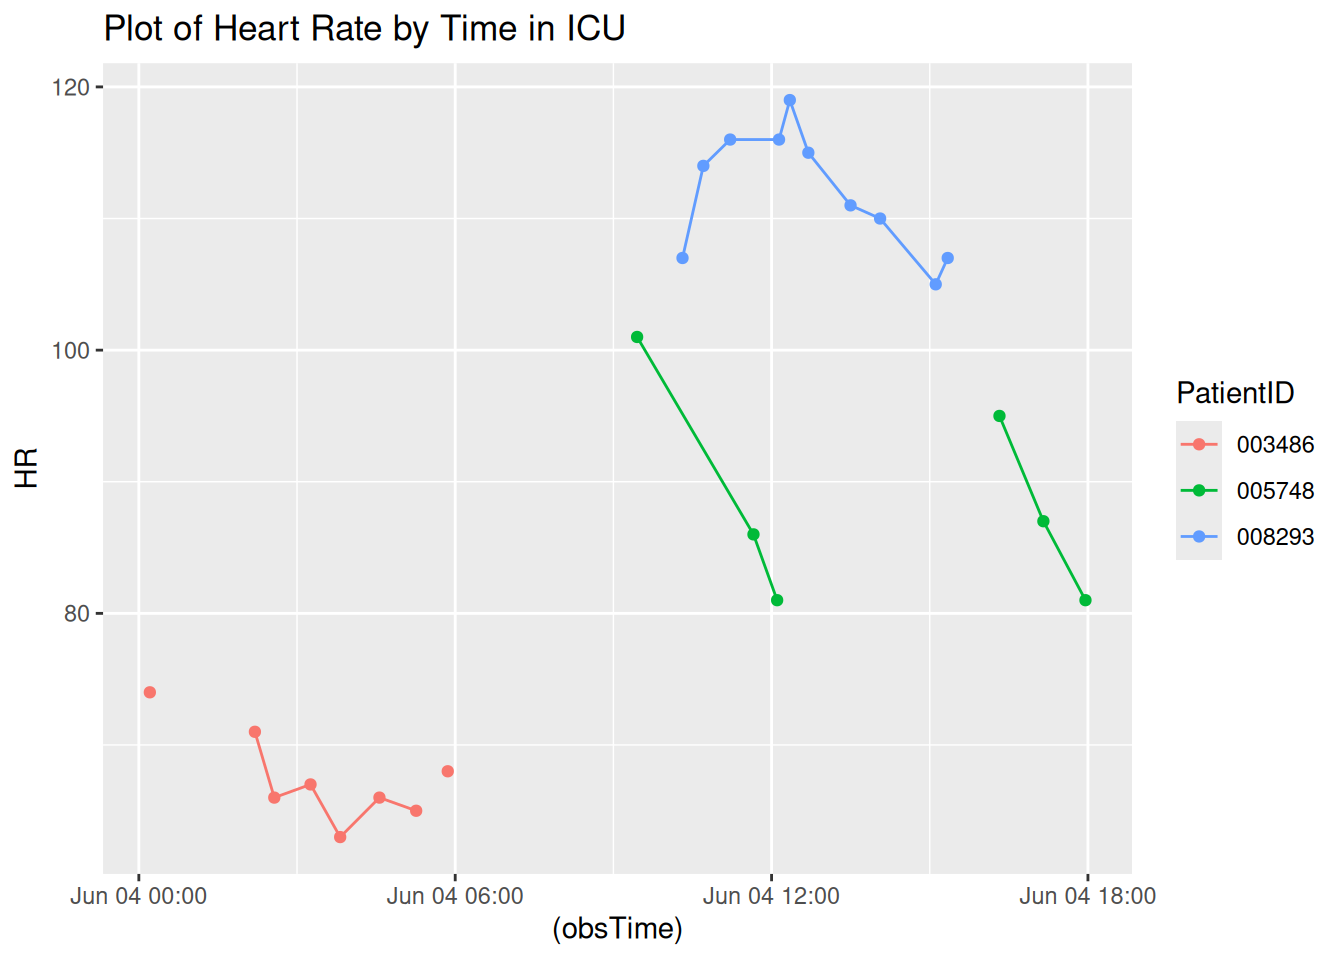 Plot of Heart Rate by Time in ICU
120
100
80
HR
Jun 04 00:00
Jun 04 06:00
Jun 04 12:00
Jun 04 18:00
(obsTime)
PatientID
003486
005748
008293